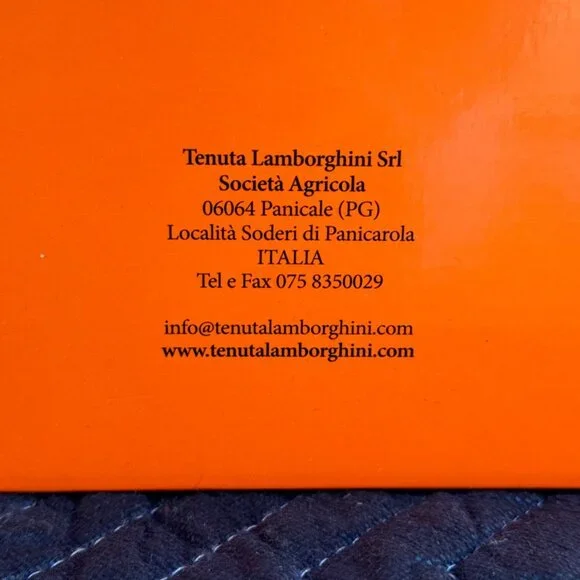 Tenuta Lamborghini Srl
Società Agricola
06064 Panicale (PG)
Località Soderi di Panicarola
ITALIA
Tel e Fax 075 8350029
info@tenutalamborghini.com
www.tenutalamborghini.com